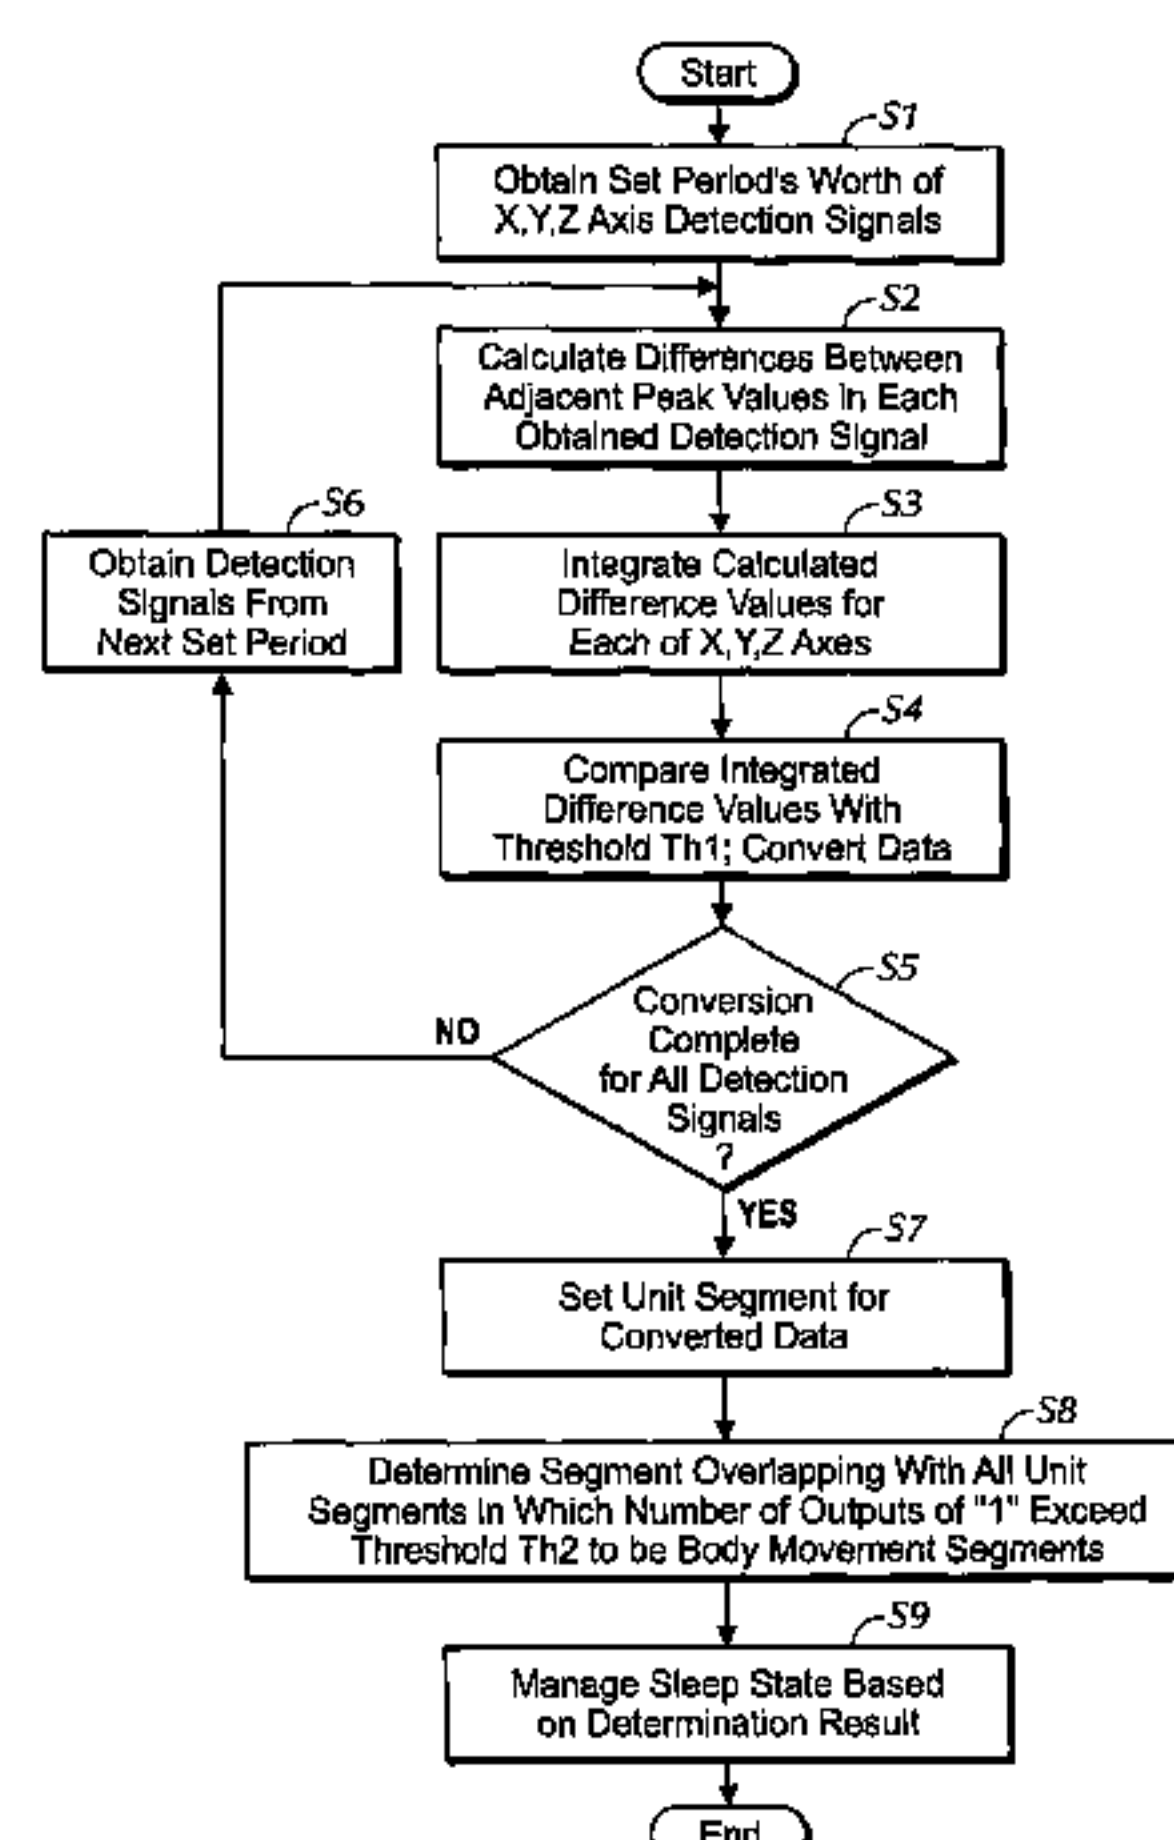 Start
S1
Obtain Set Period's Worth of
X,Y,Z Axis Detection Signals
S2
Calculate Differences Between
Adjacent Peak Values in Each
Obtained Detection Signal
S3
Integrate Calculated
Difference Values for
Each of X,Y,Z Axes
S6
Obtain Detection
Signals From
Next Set Period
S4
Compare Integrated
Difference Values With
Threshold Th1; Convert Data
S5
Conversion
Complete
for All Detection
Signals
?
NO
YES
S7
Set Unit Segment for
Converted Data
S8
Determine Segment Overlapping With All Unit
Segments in Which Number of Outputs of "1" Exceed
Threshold Th2 to be Body Movement Segments
S9
Manage Sleep State Based
on Determination Result
End